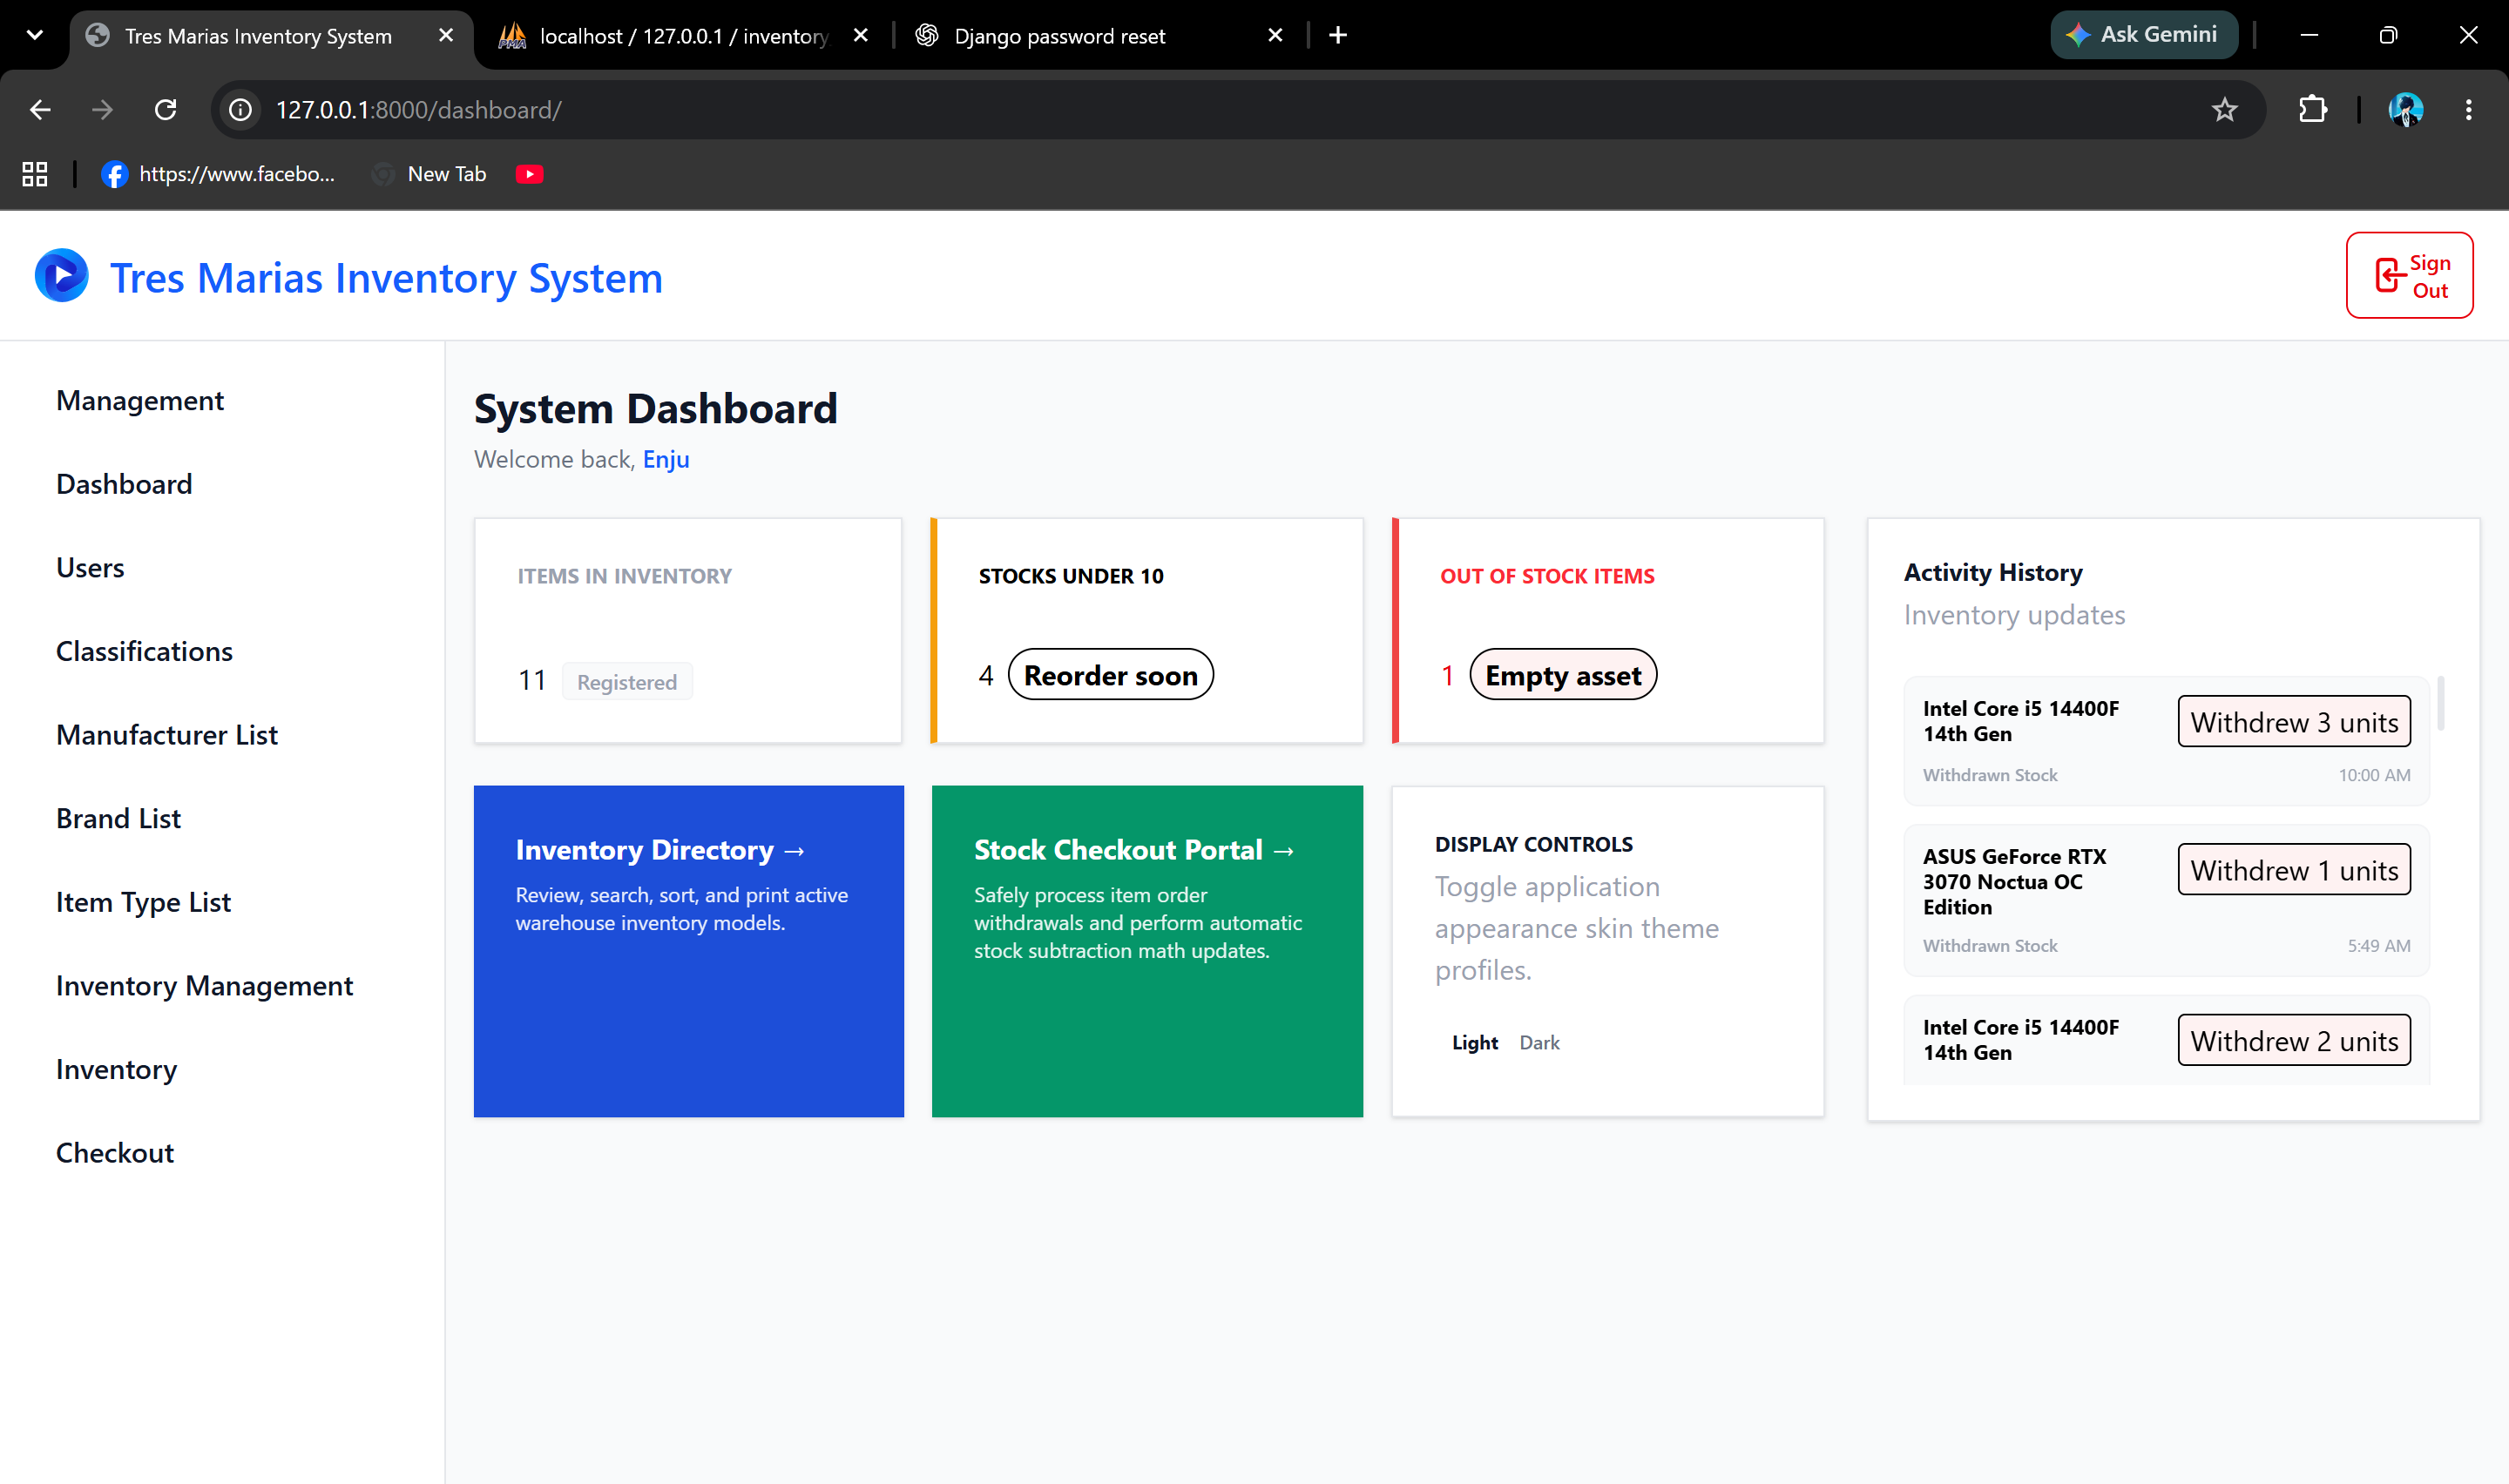 Tres Marias Inventory System
localhost / 127.0.0.1 / inventory
Django password reset
Ask Gemini
127.0.0.1:8000/dashboard/
https://www.facebo...
New Tab
Tres Marias Inventory System
Sign
Out
Management
Dashboard
Users
Classifications
Manufacturer List
Brand List
Item Type List
Inventory Management
Inventory
Checkout
System Dashboard
Welcome back, Enju
ITEMS IN INVENTORY
11 Registered
STOCKS UNDER 10
4 Reorder soon
OUT OF STOCK ITEMS
1 Empty asset
Inventory Directory →
Review, search, sort, and print active
warehouse inventory models.
Stock Checkout Portal →
Safely process item order
withdrawals and perform automatic
stock subtraction math updates.
DISPLAY CONTROLS
Toggle application
appearance skin theme
profiles.
Light Dark
Activity History
Inventory updates
Intel Core i5 14400F
14th Gen
Withdrew 3 units
Withdrawn Stock 10:00 AM
ASUS GeForce RTX
3070 Noctua OC
Edition
Withdrew 1 units
Withdrawn Stock 5:49 AM
Intel Core i5 14400F
14th Gen
Withdrew 2 units